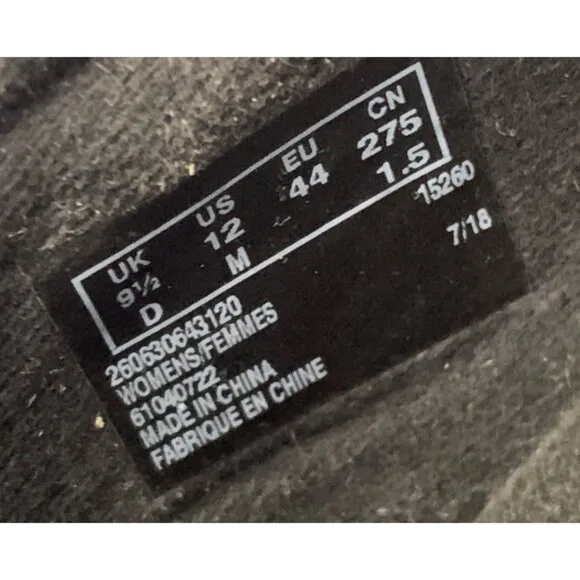 UK US EU CN
9½ 12 44 275
D M 1.5
15260
7/18
260630643120
WOMENS/FEMMES
61040722
MADE IN CHINA
FABRIQUE EN CHINE